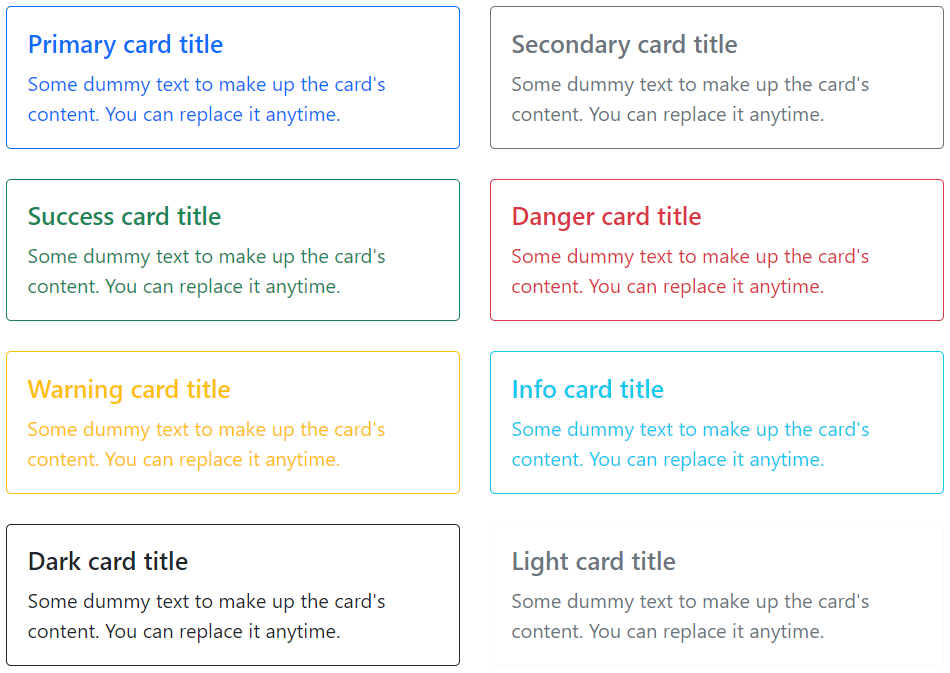 Primary card title
Some dummy text to make up the card's
content. You can replace it anytime.
Secondary card title
Some dummy text to make up the card's
content. You can replace it anytime.
Success card title
Some dummy text to make up the card's
content. You can replace it anytime.
Danger card title
Some dummy text to make up the card's
content. You can replace it anytime.
Warning card title
Some dummy text to make up the card's
content. You can replace it anytime.
Info card title
Some dummy text to make up the card's
content. You can replace it anytime.
Dark card title
Some dummy text to make up the card's
content. You can replace it anytime.
Light card title
Some dummy text to make up the card's
content. You can replace it anytime.